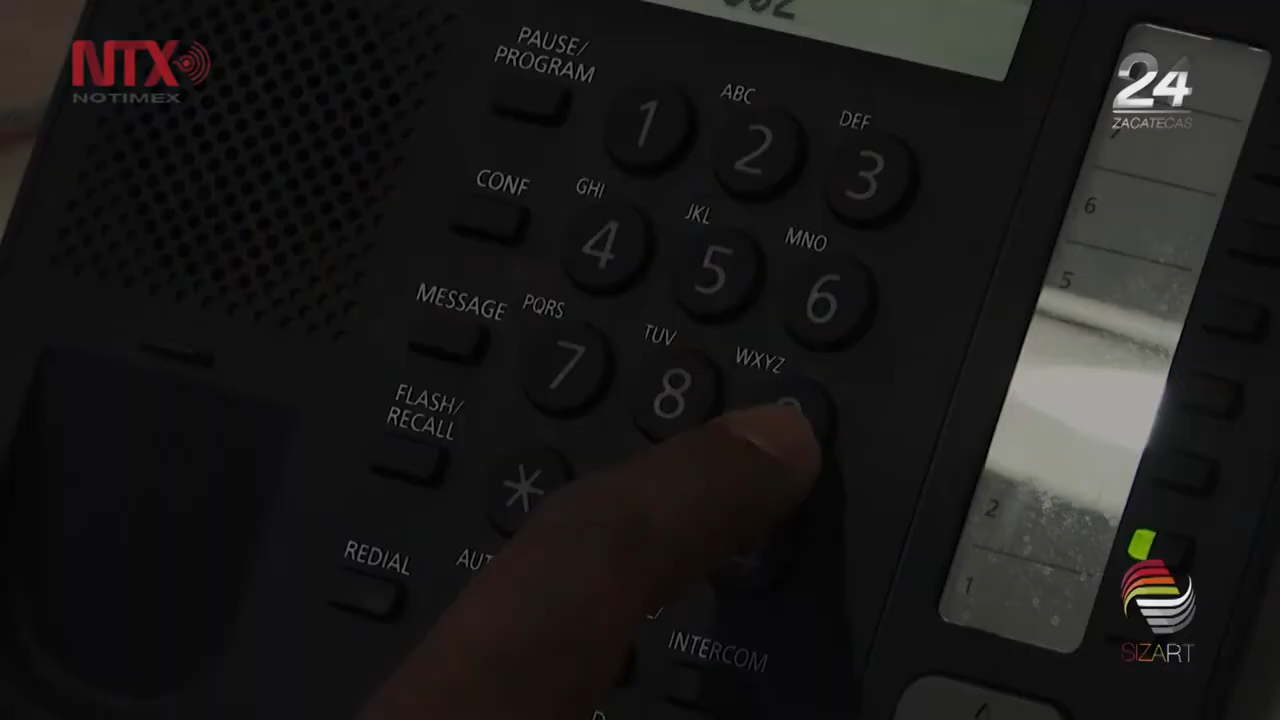 NTX
NOTIMEX
24
ZACATECAS
PAUSE/
PROGRAM
1
ABC
2
DEF
3
CONF
GHI
4
JKL
5
MNO
6
MESSAGE
PQRS
7
TUV
8
WXYZ
FLASH/
RECALL
*
REDIAL
INTERCOM
6
5
2
1
SIZART